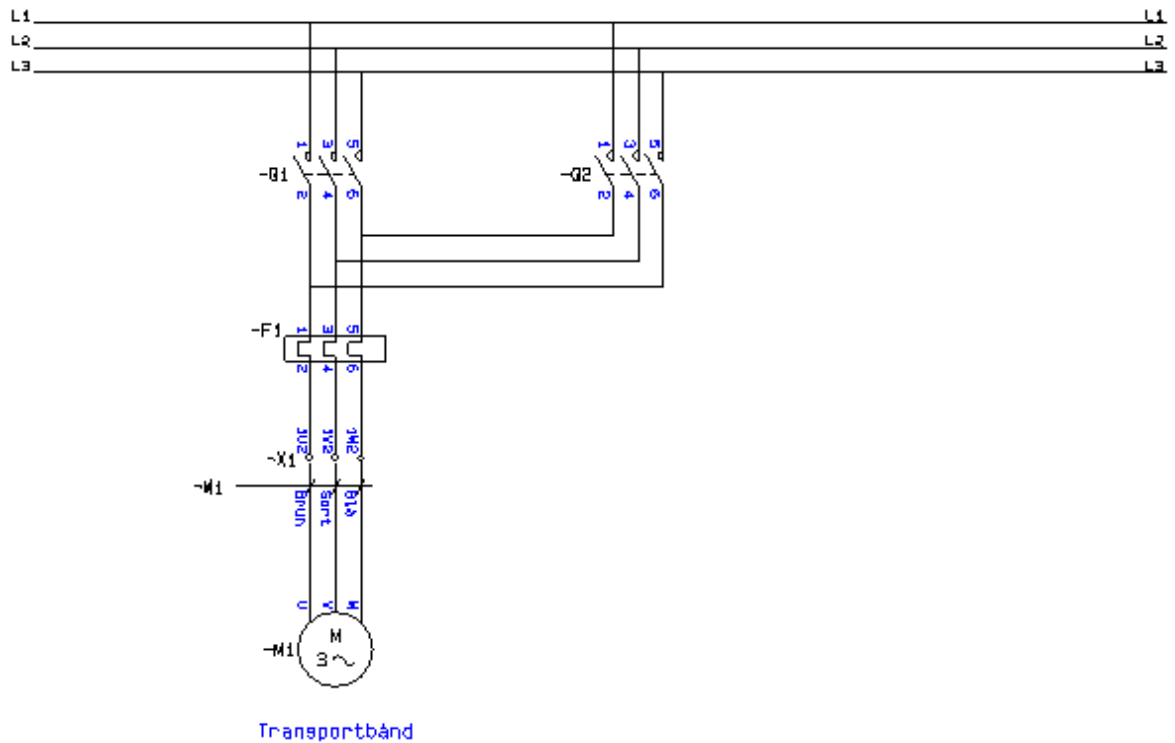 L1 L1
L2 L2
L3 L3
1 3 5 1 3 5
-Q1 -Q2
2 4 6 2 4 6
-F1 1 3 5
2 4 6
1U2 1V2 1W2
-X1
-W1
Brun Sort Blå
U V W
-M1 M
3~
Transportbånd